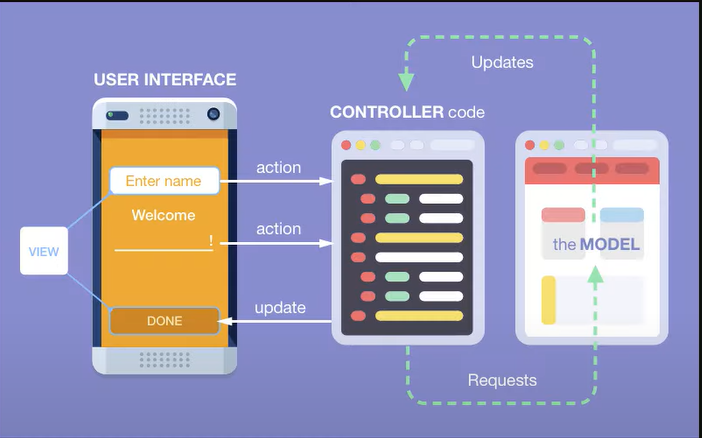 Updates
USER INTERFACE
CONTROLLER code
Enter name
action
Welcome
action
!
VIEW
the MODEL
update
DONE
Requests